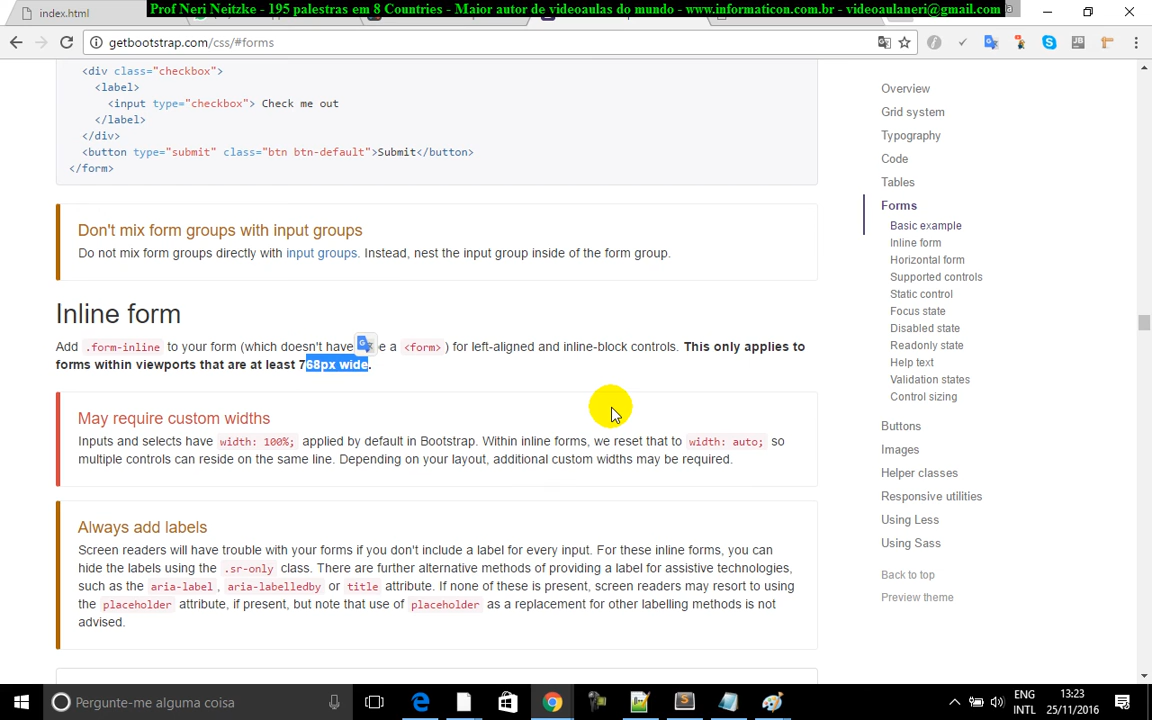 Prof Neri Neitzke - 195 palestras em 8 Countries - Maior autor de videoaulas do mundo - www.informaticon.com.br - videoaulaneri@gmail.com
index.html
getbootstrap.com/css/#forms
<div class="checkbox">
<label>
<input type="checkbox"> Check me out
</label>
</div>
<button type="submit" class="btn btn-default">Submit</button>
</form>
Don't mix form groups with input groups
Do not mix form groups directly with input groups. Instead, nest the input group inside of the form group.
Inline form
Add .form-inline to your form (which doesn't have e a <form>) for left-aligned and inline-block controls. This only applies to
forms within viewports that are at least 768px wide.
May require custom widths
Inputs and selects have width: 100%; applied by default in Bootstrap. Within inline forms, we reset that to width: auto; so
multiple controls can reside on the same line. Depending on your layout, additional custom widths may be required.
Always add labels
Screen readers will have trouble with your forms if you don't include a label for every input. For these inline forms, you can
hide the labels using the .sr-only class. There are further alternative methods of providing a label for assistive technologies,
such as the aria-label, aria-labelledby or title attribute. If none of these is present, screen readers may resort to using
the placeholder attribute, if present, but note that use of placeholder as a replacement for other labelling methods is not
advised.
Overview
Grid system
Typography
Code
Tables
Forms
Basic example
Inline form
Horizontal form
Supported controls
Static control
Focus state
Disabled state
Readonly state
Help text
Validation states
Control sizing
Buttons
Images
Helper classes
Responsive utilities
Using Less
Using Sass
Back to top
Preview theme
Pergunte-me alguma coisa
ENG
INTL
13:23
25/11/2016